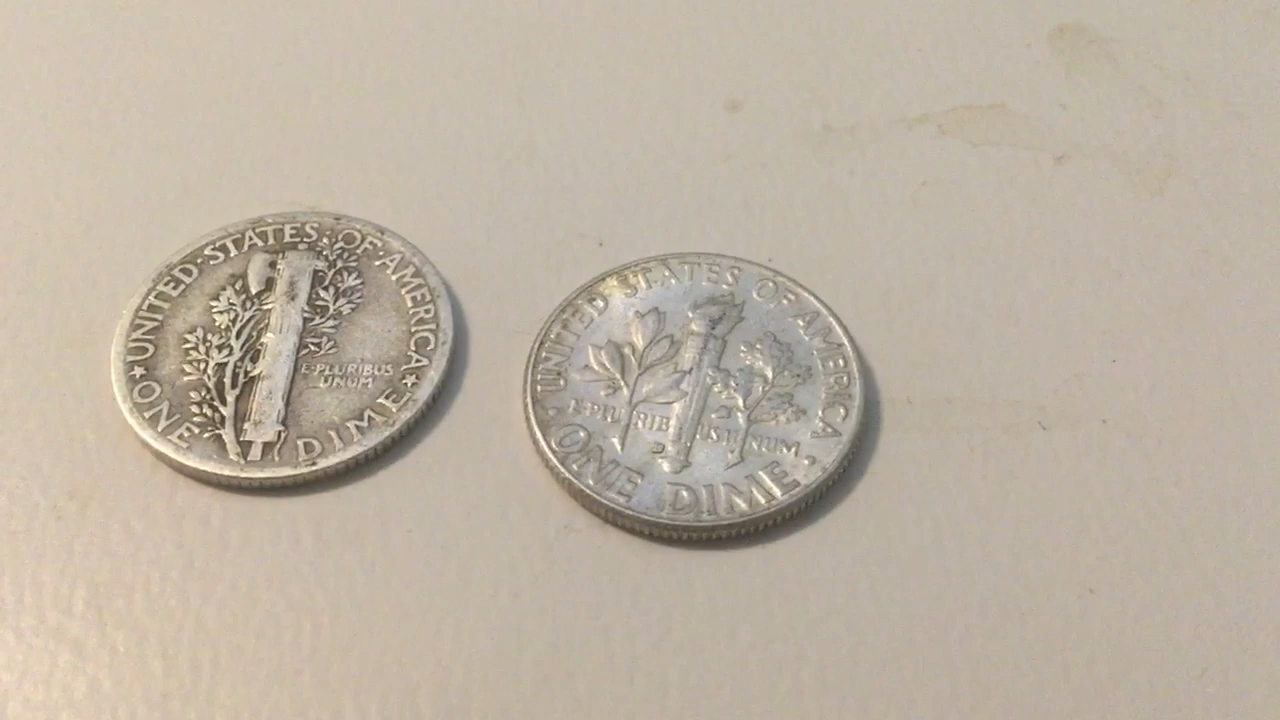 UNITED·STATES·OF·AMERICA
E·PLURIBUS
UNUM
★ONE DIME★
UNITED STATES OF AMERICA
E PLURIBUS UNUM
D
·ONE DIME·